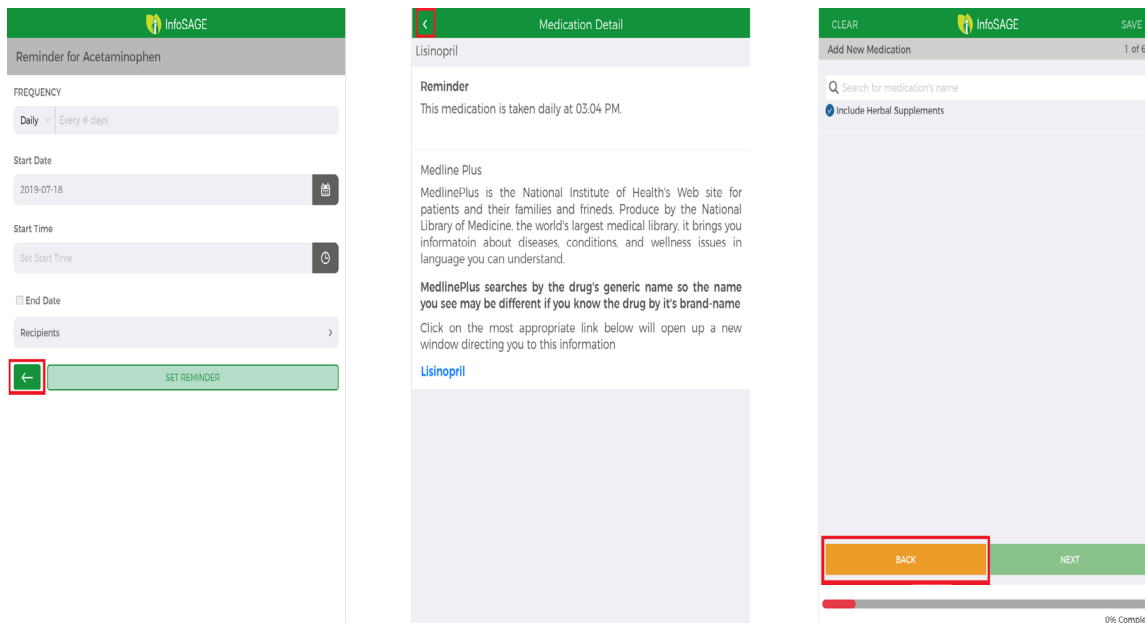 InfoSAGE
Reminder for Acetaminophen
FREQUENCY
Daily Every # days
Start Date
2019-07-18
Start Time
Set Start Time
End Date
Recipients
SET REMINDER
Medication Detail
Lisinopril
Reminder
This medication is taken daily at 03:04 PM.
Medline Plus
MedlinePlus is the National Institute of Health's Web site for
patients and their families and frineds. Produce by the National
Library of Medicine, the world's largest medical library, it brings you
informatoin about diseases, conditions, and wellness issues in
language you can understand.
MedlinePlus searches by the drug's generic name so the name
you see may be different if you know the drug by it's brand-name
Click on the most appropriate link below will open up a new
window directing you to this information
Lisinopril
CLEAR InfoSAGE SAVE
Add New Medication 1 of 6
Search for medication's name
Include Herbal Supplements
BACK NEXT
0% Comple